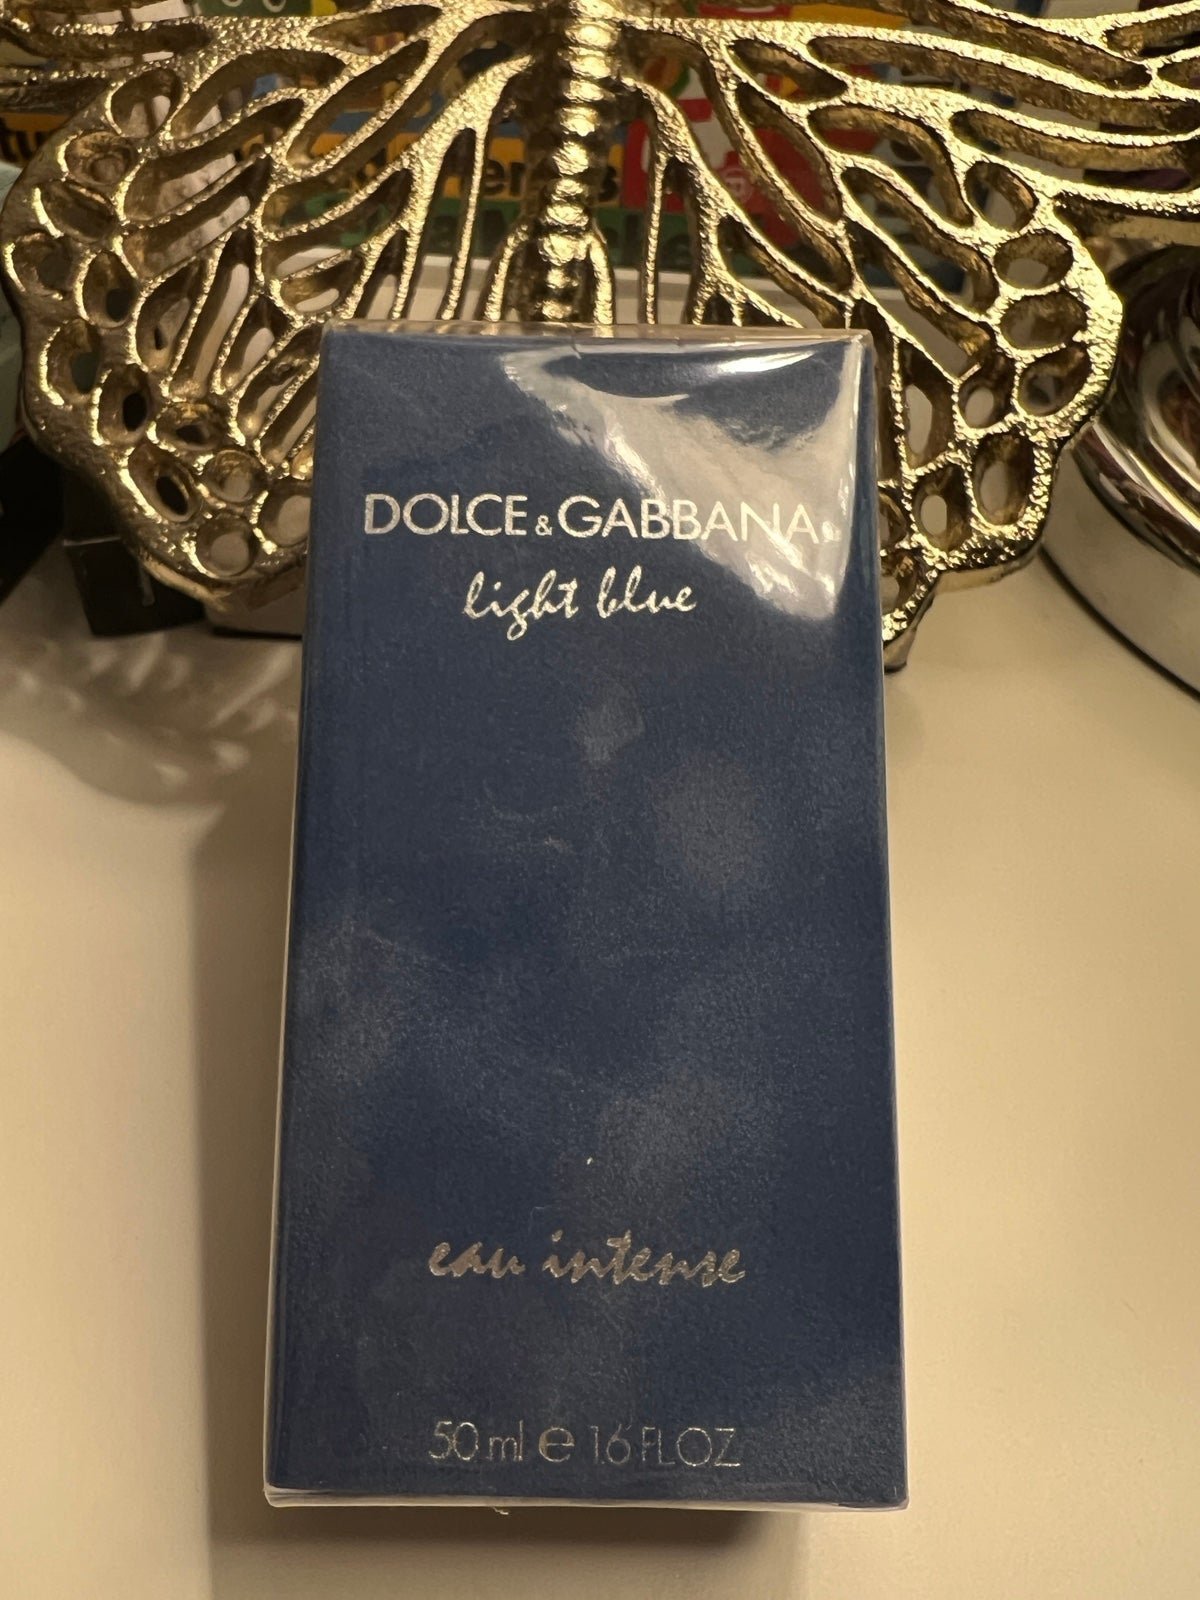 DOLCE & GABBANA
light blue
eau intense
50 ml e 1.6 FL.OZ